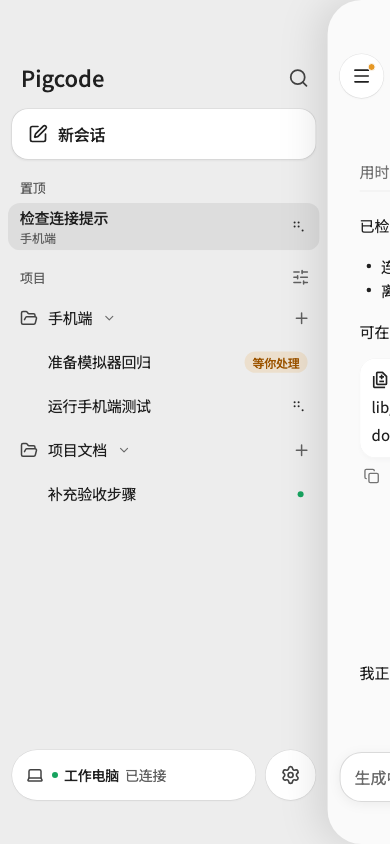 Pigcode
新会话
置顶
检查连接提示
手机端
项目
手机端
准备模拟器回归 等你处理
运行手机端测试
项目文档
补充验收步骤
工作电脑 已连接
用时
已检
连
离
可在
lib
do
我正
生成